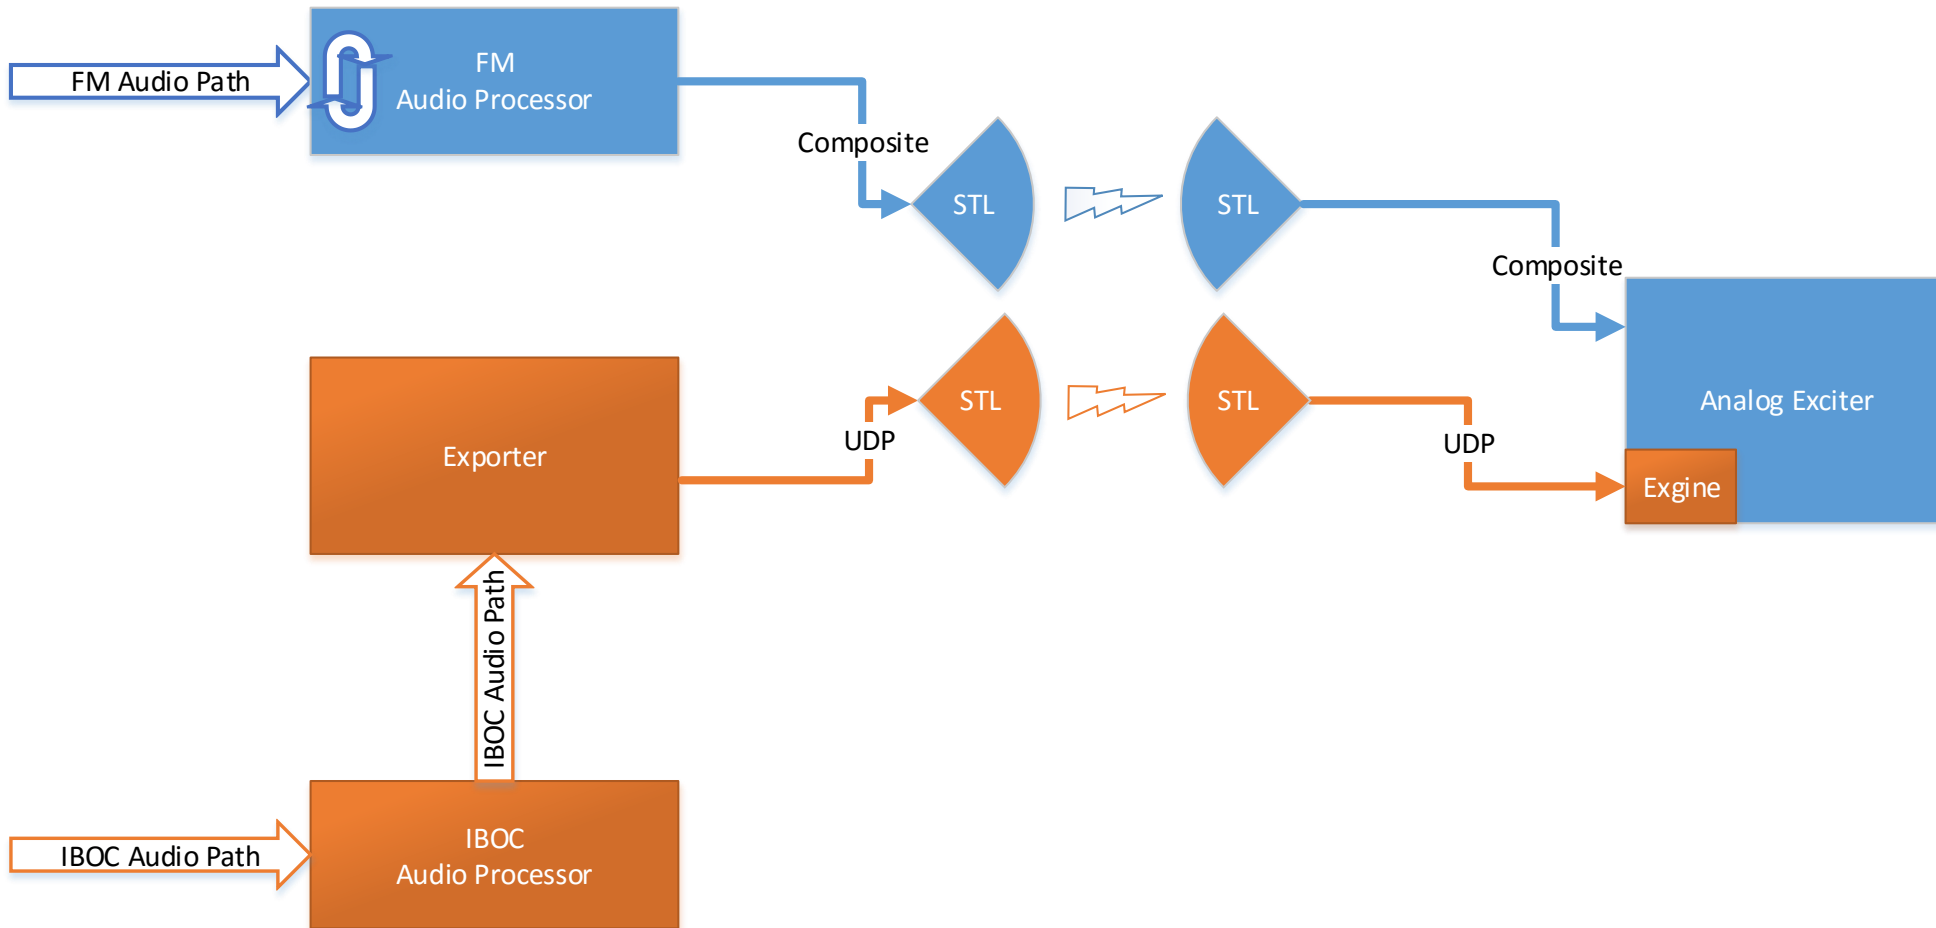 FM Audio Path
FM
Audio Processor
Composite
STL
STL
Composite
Analog Exciter
Exporter
UDP
STL
STL
UDP
Exgine
IBOC Audio Path
IBOC Audio Path
IBOC
Audio Processor